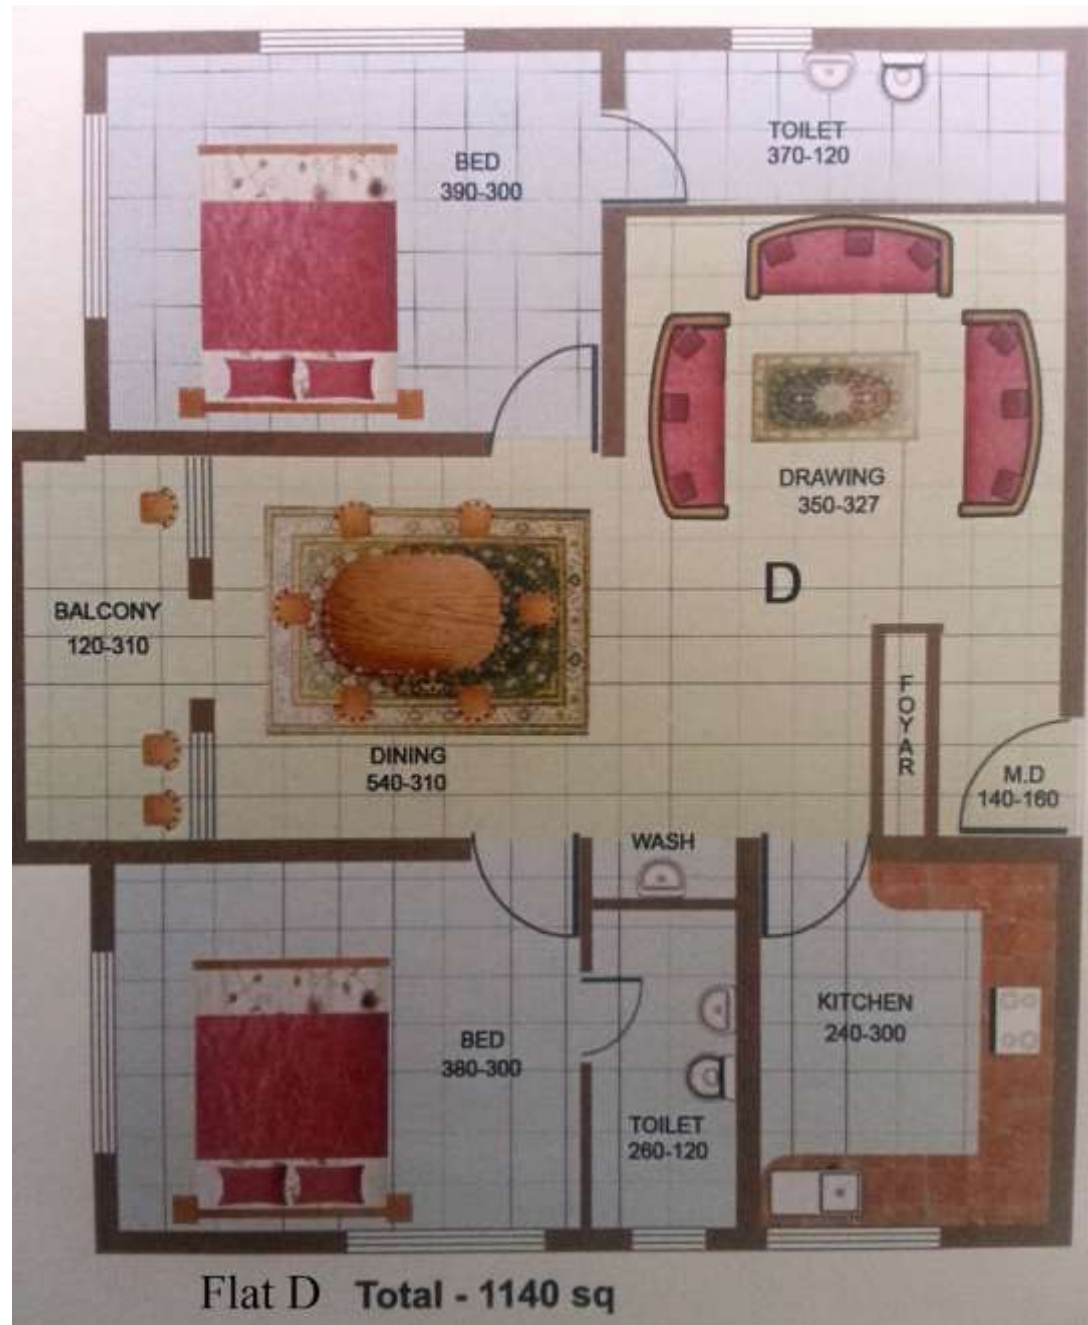 BED
390-300
TOILET
370-120
DRAWING
350-327
D
BALCONY
120-310
FOYAR
DINING
540-310
M.D
140-160
WASH
BED
380-300
KITCHEN
240-300
TOILET
260-120
Flat D Total - 1140 sq